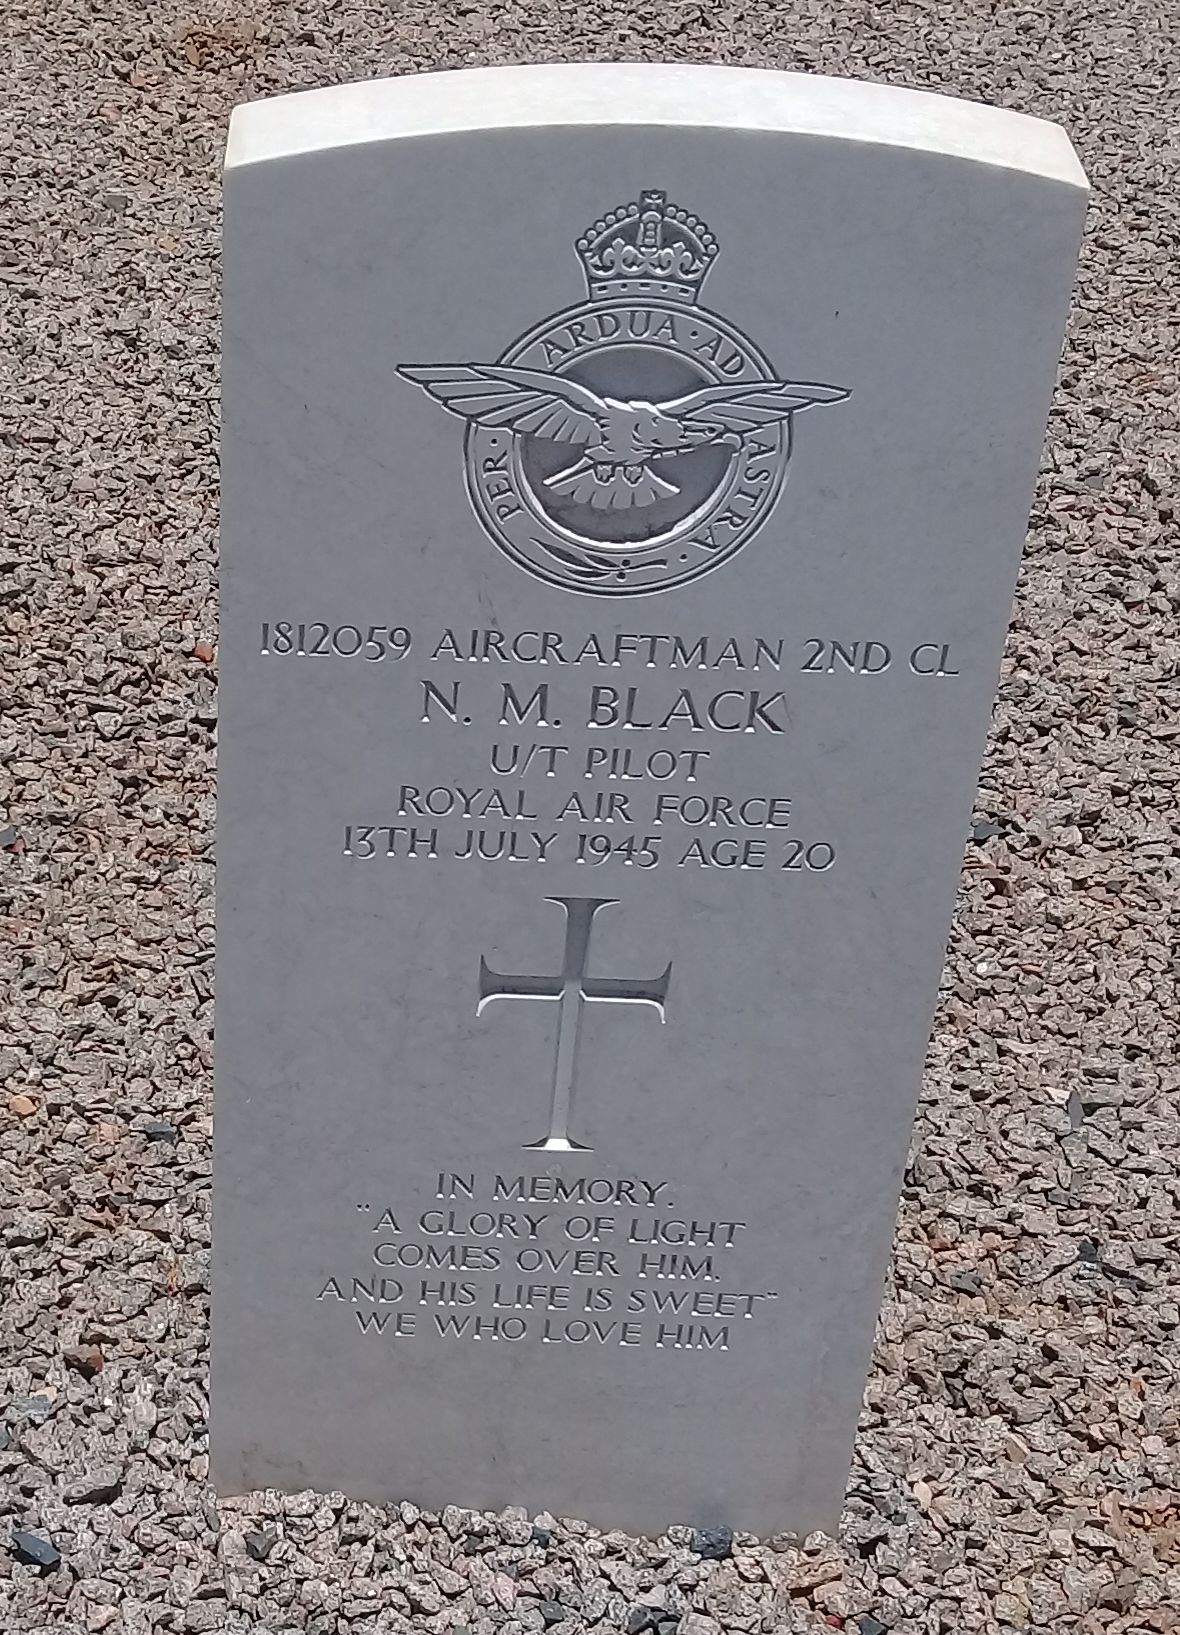 PER · ARDUA · AD ASTRA ·
1812059 AIRCRAFTMAN 2ND CL
N. M. BLACK
U/T PILOT
ROYAL AIR FORCE
13TH JULY 1945 AGE 20
IN MEMORY.
"A GLORY OF LIGHT
COMES OVER HIM.
AND HIS LIFE IS SWEET"
WE WHO LOVE HIM